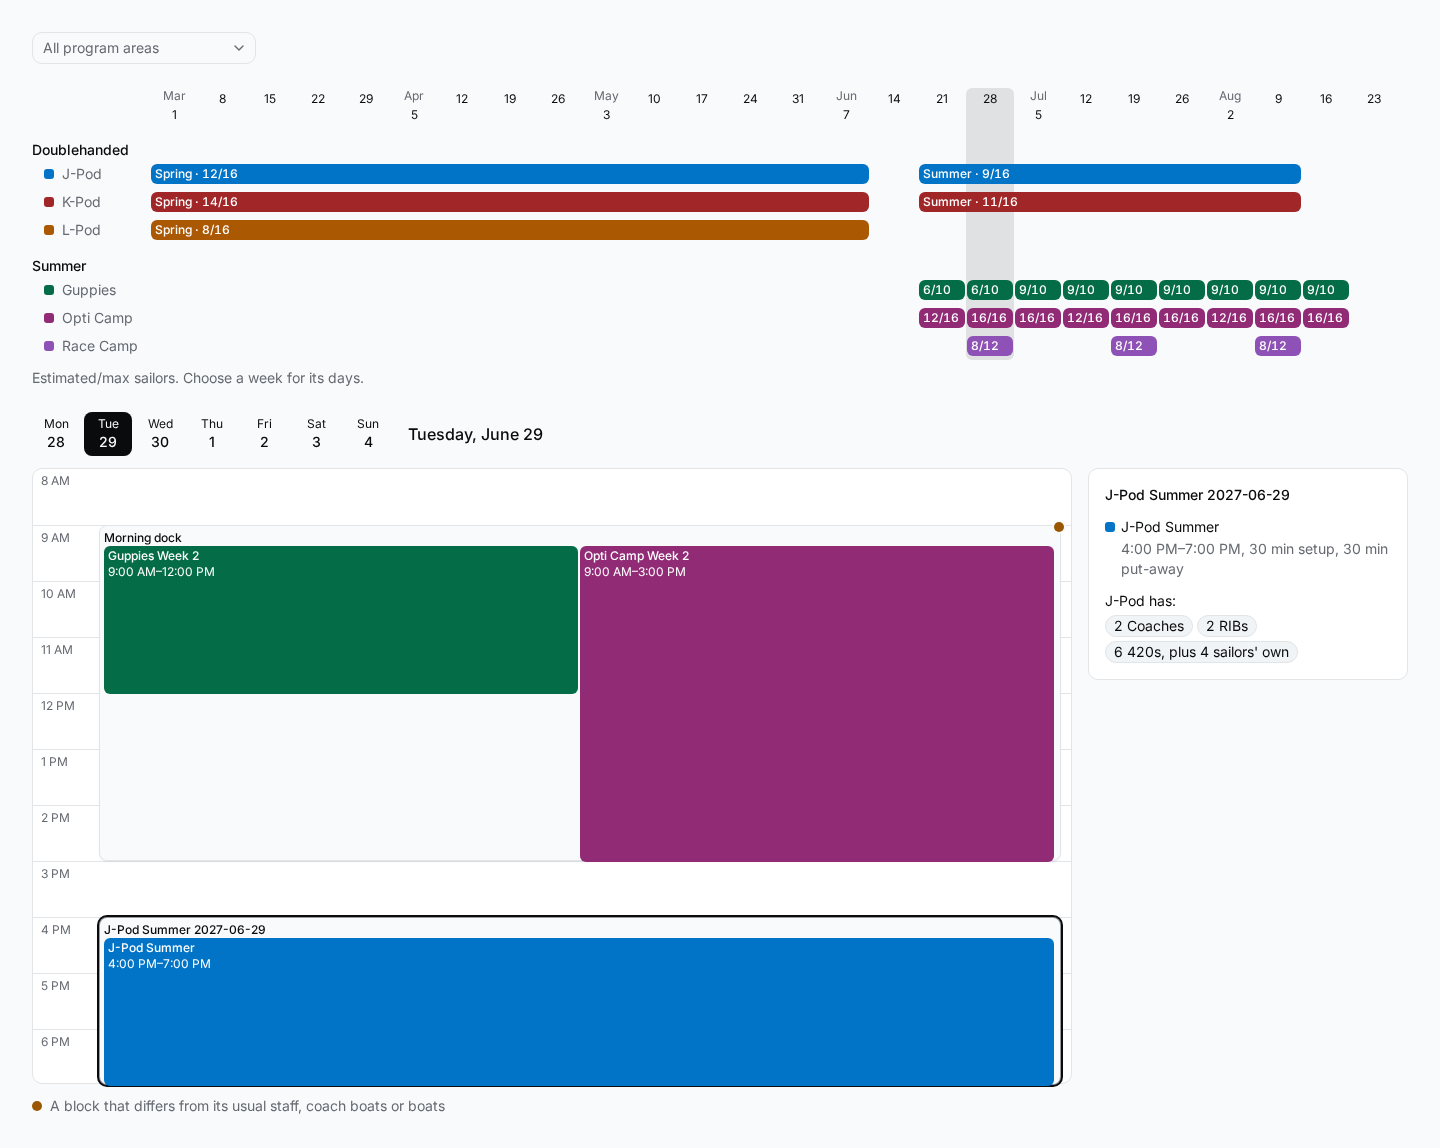 All program areas
Mar Apr May Jun Jul Aug
1 8 15 22 29 5 12 19 26 3 10 17 24 31 7 14 21 28 5 12 19 26 2 9 16 23
Doublehanded
J-Pod Spring · 12/16 Summer · 9/16
K-Pod Spring · 14/16 Summer · 11/16
L-Pod Spring · 8/16
Summer
Guppies 6/10 6/10 9/10 9/10 9/10 9/10 9/10 9/10 9/10
Opti Camp 12/16 16/16 16/16 12/16 16/16 16/16 12/16 16/16 16/16
Race Camp 8/12 8/12 8/12
Estimated/max sailors. Choose a week for its days.
Mon Tue Wed Thu Fri Sat Sun
28 29 30 1 2 3 4
Tuesday, June 29
8 AM
9 AM
10 AM
11 AM
12 PM
1 PM
2 PM
3 PM
4 PM
5 PM
6 PM
Morning dock
Guppies Week 2
9:00 AM–12:00 PM
Opti Camp Week 2
9:00 AM–3:00 PM
J-Pod Summer 2027-06-29
J-Pod Summer
4:00 PM–7:00 PM
J-Pod Summer 2027-06-29
J-Pod Summer
4:00 PM–7:00 PM, 30 min setup, 30 min
put-away
J-Pod has:
2 Coaches 2 RIBs
6 420s, plus 4 sailors' own
A block that differs from its usual staff, coach boats or boats